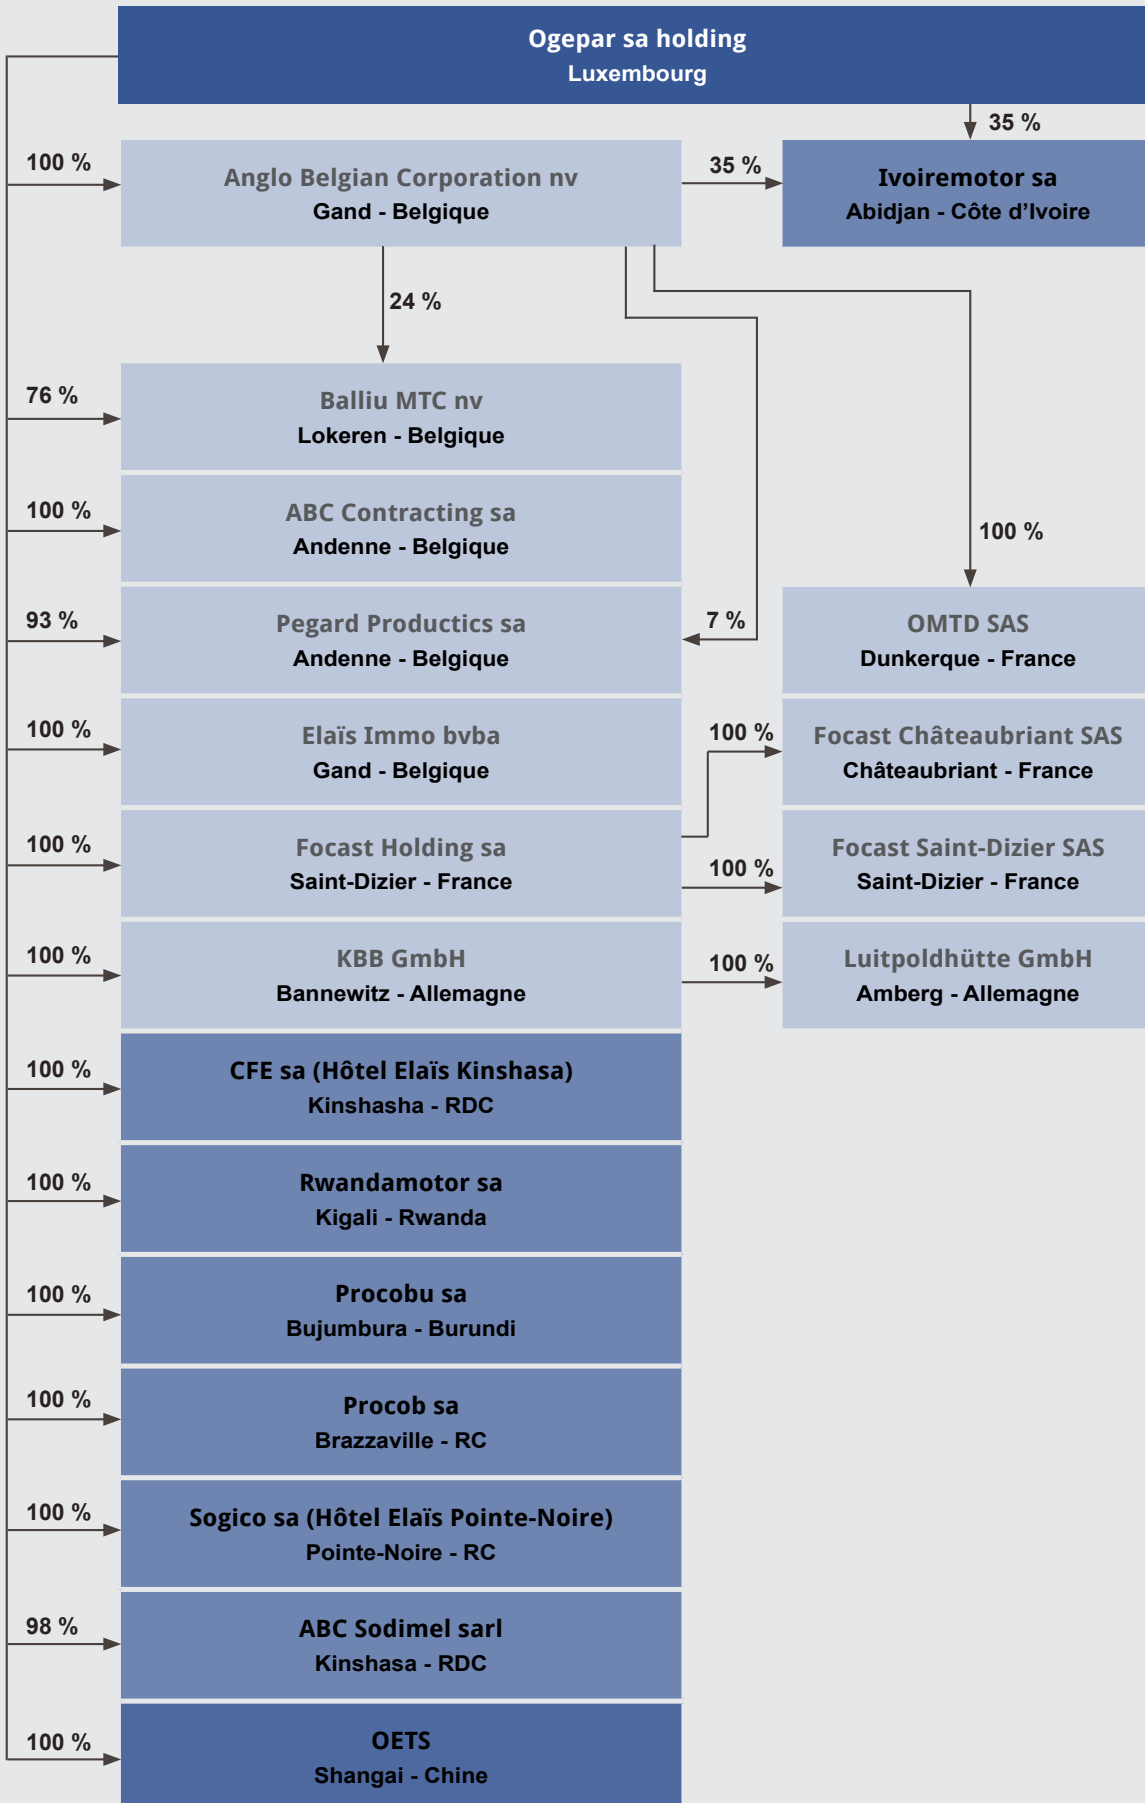 Ogepar sa holding
Luxembourg
35 %
100 %
Anglo Belgian Corporation nv
Gand - Belgique
35 %
Ivoiremotor sa
Abidjan - Côte d’Ivoire
24 %
76 %
Balliu MTC nv
Lokeren - Belgique
100 %
ABC Contracting sa
Andenne - Belgique
100 %
93 %
Pegard Productics sa
Andenne - Belgique
7 %
OMTD SAS
Dunkerque - France
100 %
Elaïs Immo bvba
Gand - Belgique
100 %
Focast Châteaubriant SAS
Châteaubriant - France
100 %
Focast Holding sa
Saint-Dizier - France
100 %
Focast Saint-Dizier SAS
Saint-Dizier - France
100 %
KBB GmbH
Bannewitz - Allemagne
100 %
Luitpoldhütte GmbH
Amberg - Allemagne
100 %
CFE sa (Hôtel Elaïs Kinshasa)
Kinshasha - RDC
100 %
Rwandamotor sa
Kigali - Rwanda
100 %
Procobu sa
Bujumbura - Burundi
100 %
Procob sa
Brazzaville - RC
100 %
Sogico sa (Hôtel Elaïs Pointe-Noire)
Pointe-Noire - RC
98 %
ABC Sodimel sarl
Kinshasa - RDC
100 %
OETS
Shangai - Chine